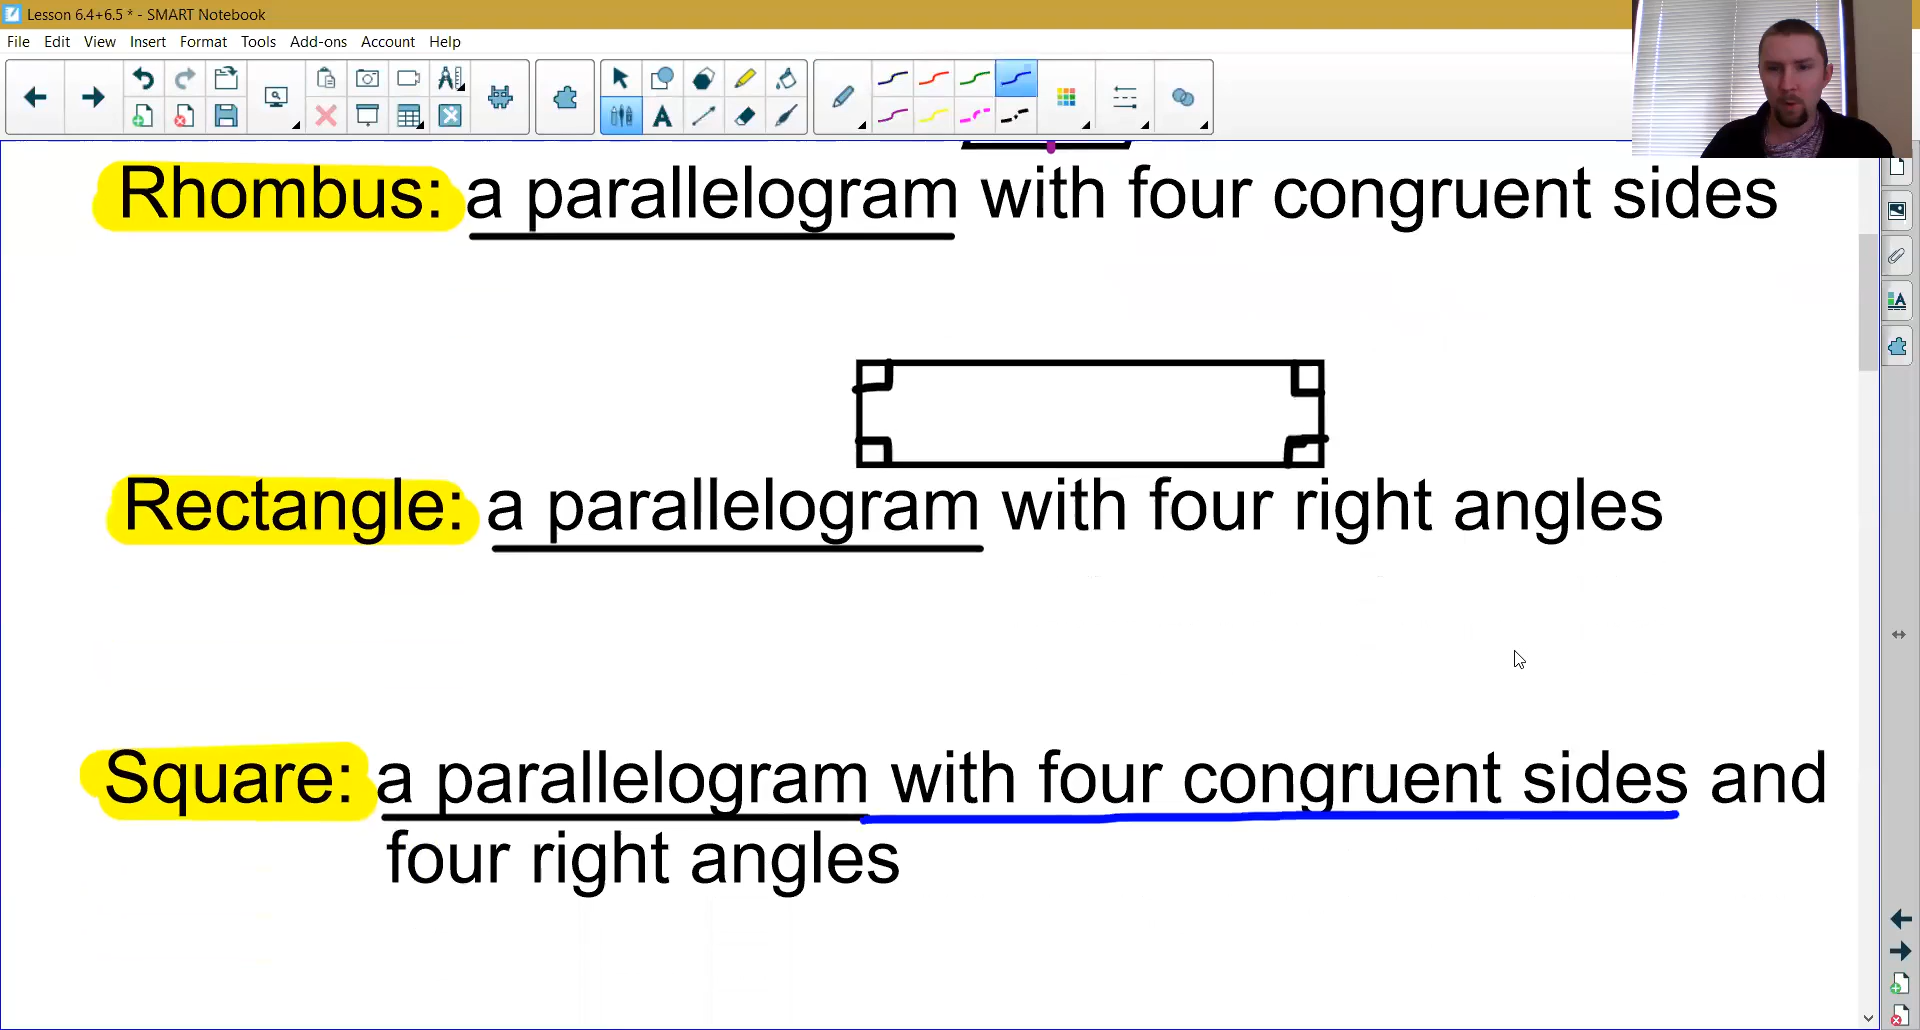 Lesson 6.4+6.5 * - SMART Notebook
File Edit View Insert Format Tools Add-ons Account Help
Rhombus: a parallelogram with four congruent sides
Rectangle: a parallelogram with four right angles
Square: a parallelogram with four congruent sides and
four right angles